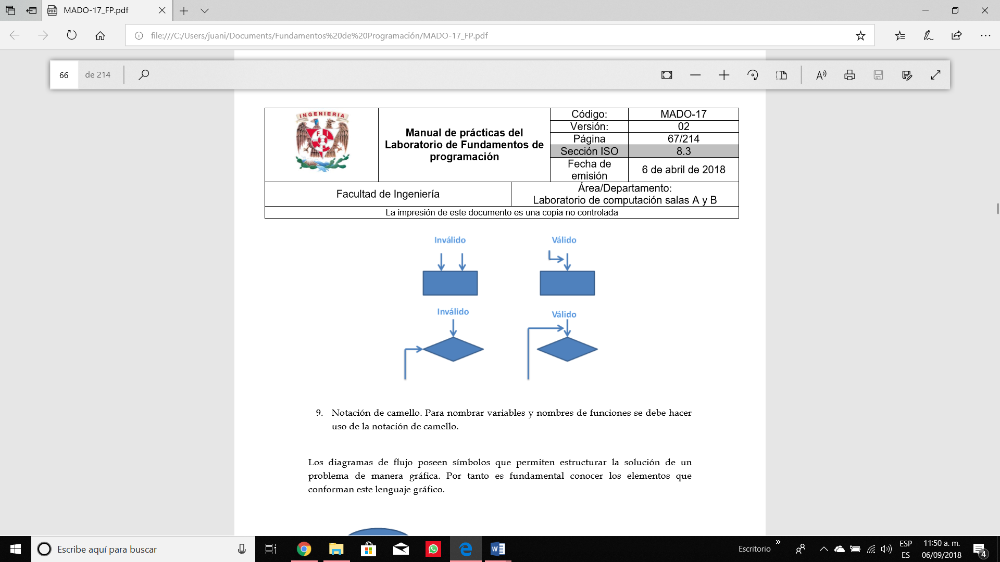 MADO-17_FP.pdf
file:///C:/Users/juani/Documents/Fundamentos%20de%20Programación/MADO-17_FP.pdf
66 de 214
INGENIERIA
F I
Manual de prácticas del
Laboratorio de Fundamentos de
programación
Código: MADO-17
Versión: 02
Página 67/214
Sección ISO 8.3
Fecha de
emisión
6 de abril de 2018
Facultad de Ingeniería
Área/Departamento:
Laboratorio de computación salas A y B
La impresión de este documento es una copia no controlada
Inválido Válido
Inválido Válido
9. Notación de camello. Para nombrar variables y nombres de funciones se debe hacer
uso de la notación de camello.
Los diagramas de flujo poseen símbolos que permiten estructurar la solución de un
problema de manera gráfica. Por tanto es fundamental conocer los elementos que
conforman este lenguaje gráfico.
Escribe aquí para buscar
Escritorio
ESP
ES
11:50 a. m.
06/09/2018
4